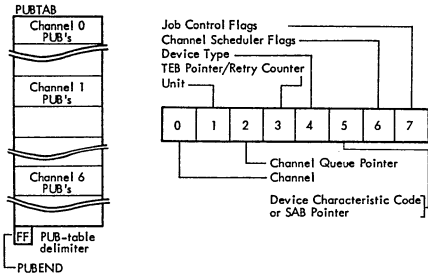 PUBTAB
Channel 0
PUB's
Channel 1
PUB's
Channel 6
PUB's
FF
PUB-table
delimiter
PUBEND
Job Control Flags
Channel Scheduler Flags
Device Type
TEB Pointer/Retry Counter
Unit
0 1 2 3 4 5 6 7
Channel Queue Pointer
Channel
Device Characteristic Code
or SAB Pointer